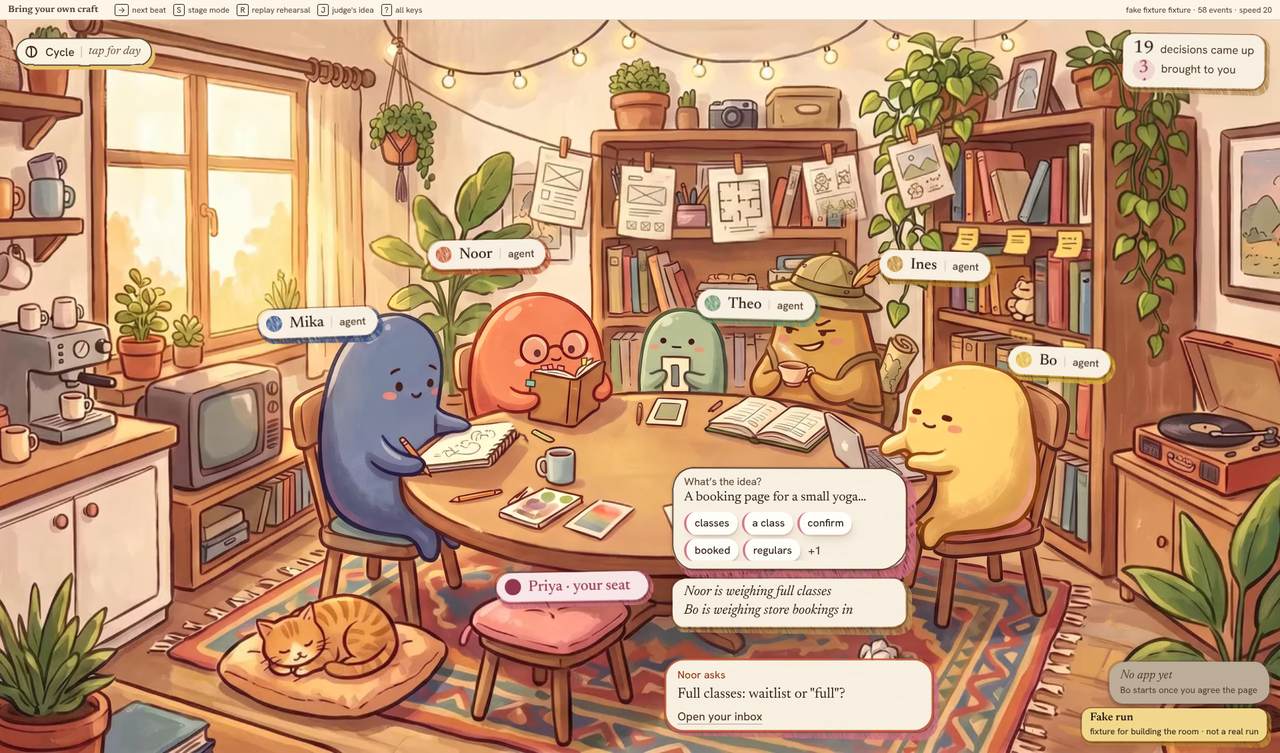 Bring your own craft
→ next beat S stage mode R replay rehearsal J judge's idea ? all keys
fake fixture fixture · 58 events · speed 20
Cycle | tap for day
19 decisions came up
3 brought to you
Noor | agent
Ines | agent
Theo | agent
Mika | agent
Bo | agent
What's the idea?
A booking page for a small yoga...
classes a class confirm
booked regulars +1
Priya · your seat
Noor is weighing full classes
Bo is weighing store bookings in
Noor asks
Full classes: waitlist or "full"?
Open your inbox
No app yet
Bo starts once you agree the page
Fake run
fixture for building the room · not a real run